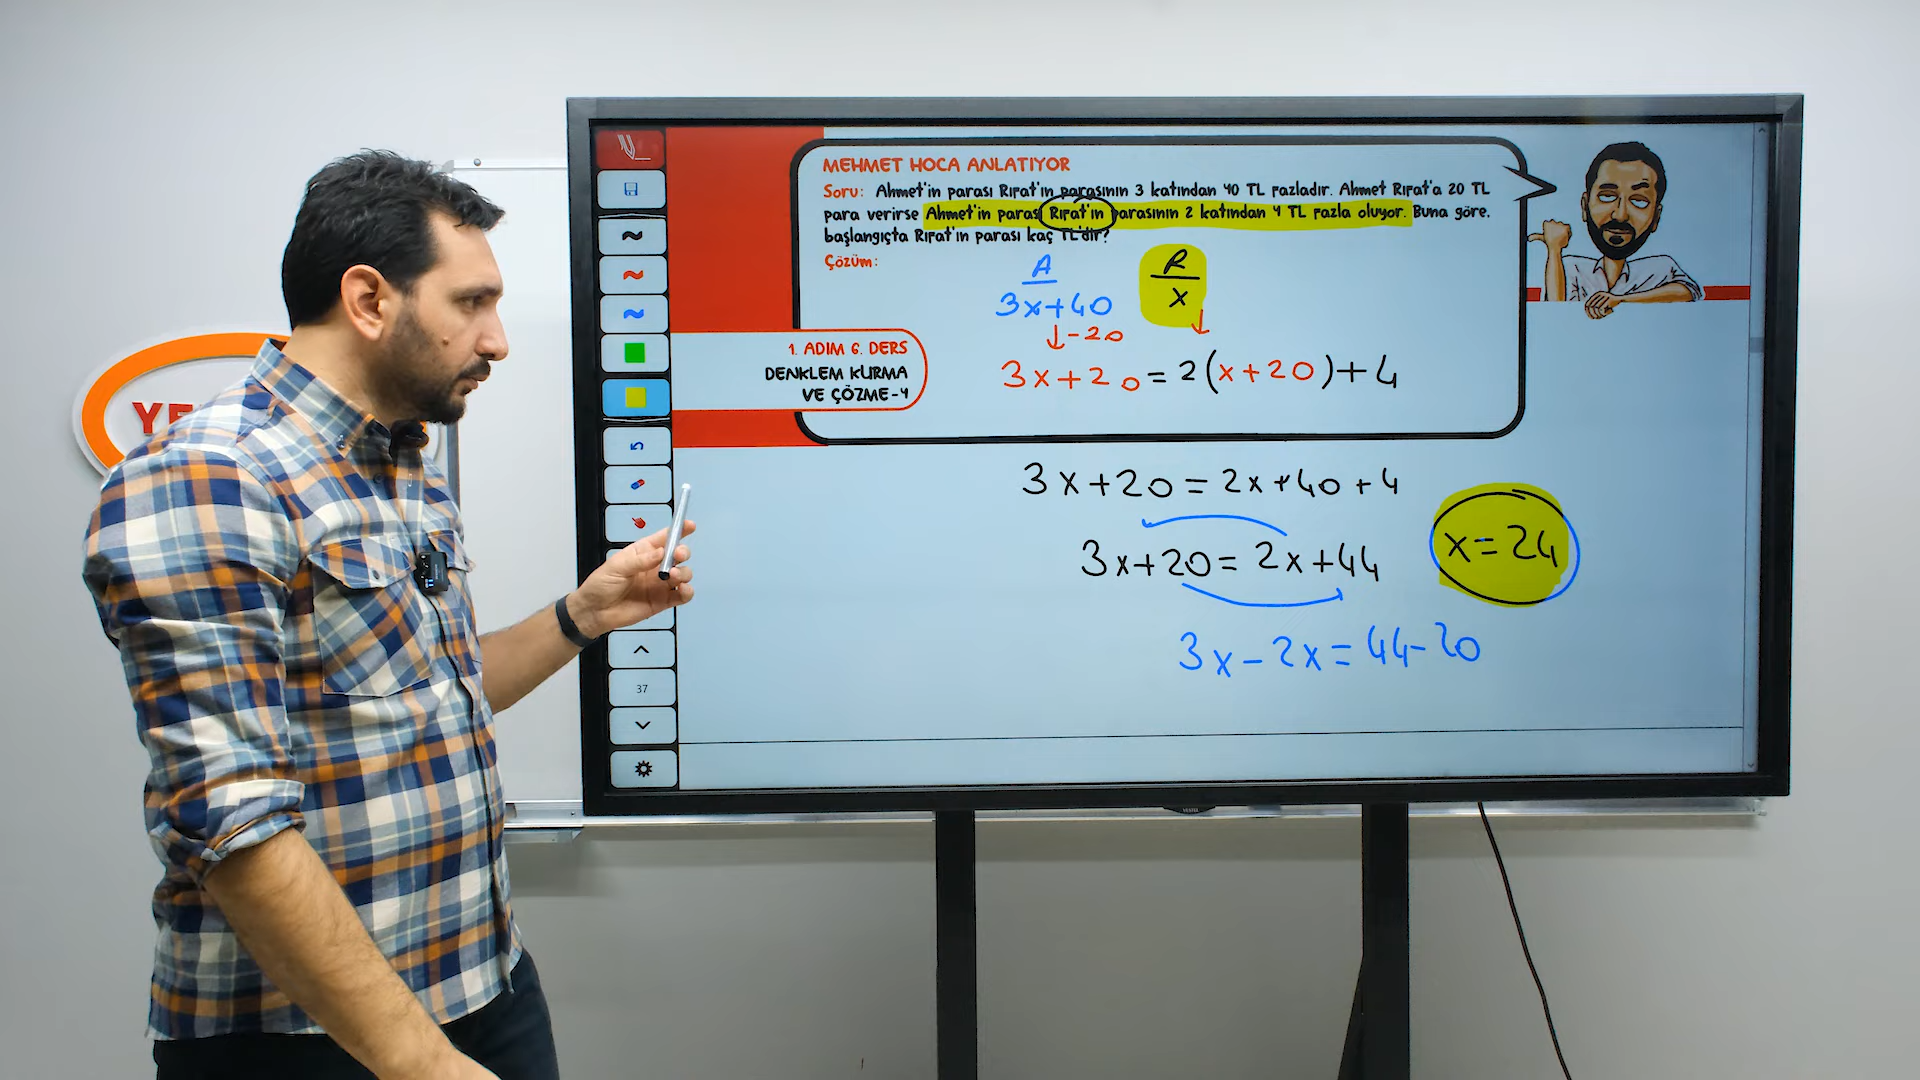 MEHMET HOCA ANLATIYOR
Soru: Ahmet'in parası Rıfat'ın parasının 3 katından 40 TL fazladır. Ahmet Rıfat'a 20 TL
para verirse Ahmet'in parası Rıfat'ın parasının 2 katından 4 TL fazla oluyor. Buna göre,
başlangıçta Rıfat'ın parası kaç TL'dir?
Çözüm:
A
R
3x+40
x
-20
3x+20=2(x+20)+4
1. ADIM 6. DERS
DENKLEM KURMA
VE ÇÖZME-4
3x+20=2x+40+4
3x+20=2x+44
x=24
3x-2x=44-20
37